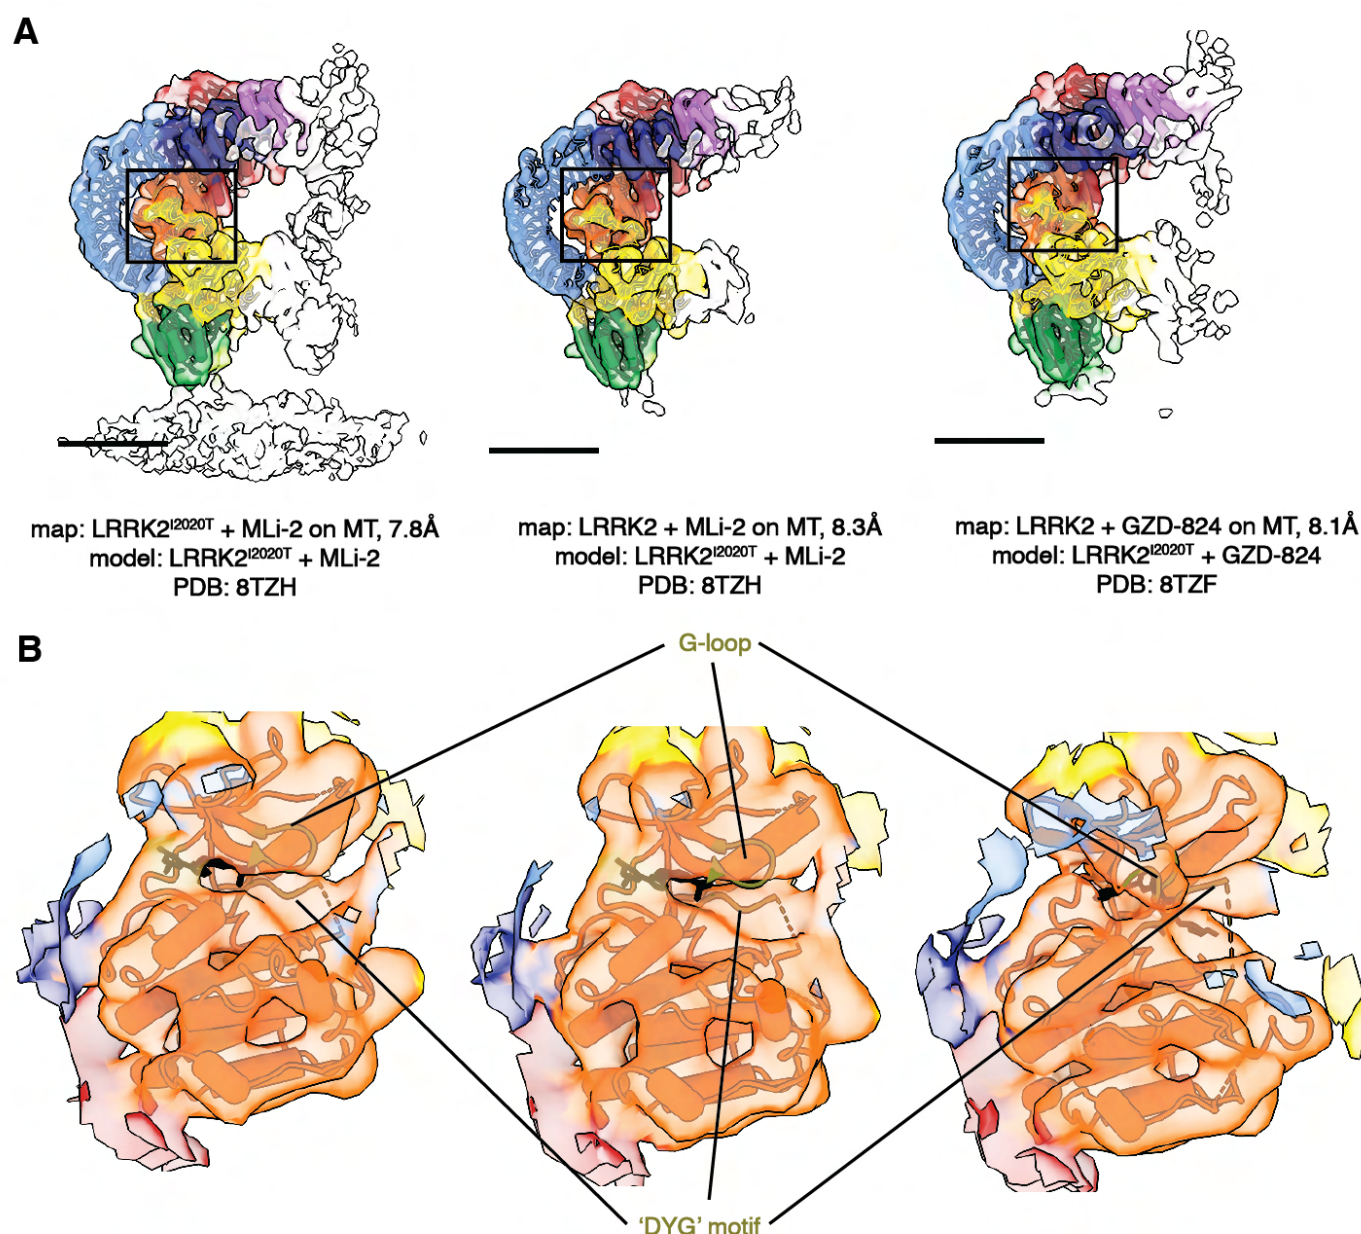 A
map: LRRK2I2020T + MLi-2 on MT, 7.8Å
model: LRRK2I2020T + MLi-2
PDB: 8TZH
map: LRRK2 + MLi-2 on MT, 8.3Å
model: LRRK2I2020T + MLi-2
PDB: 8TZH
map: LRRK2 + GZD-824 on MT, 8.1Å
model: LRRK2I2020T + GZD-824
PDB: 8TZF
B
G-loop
'DYG' motif